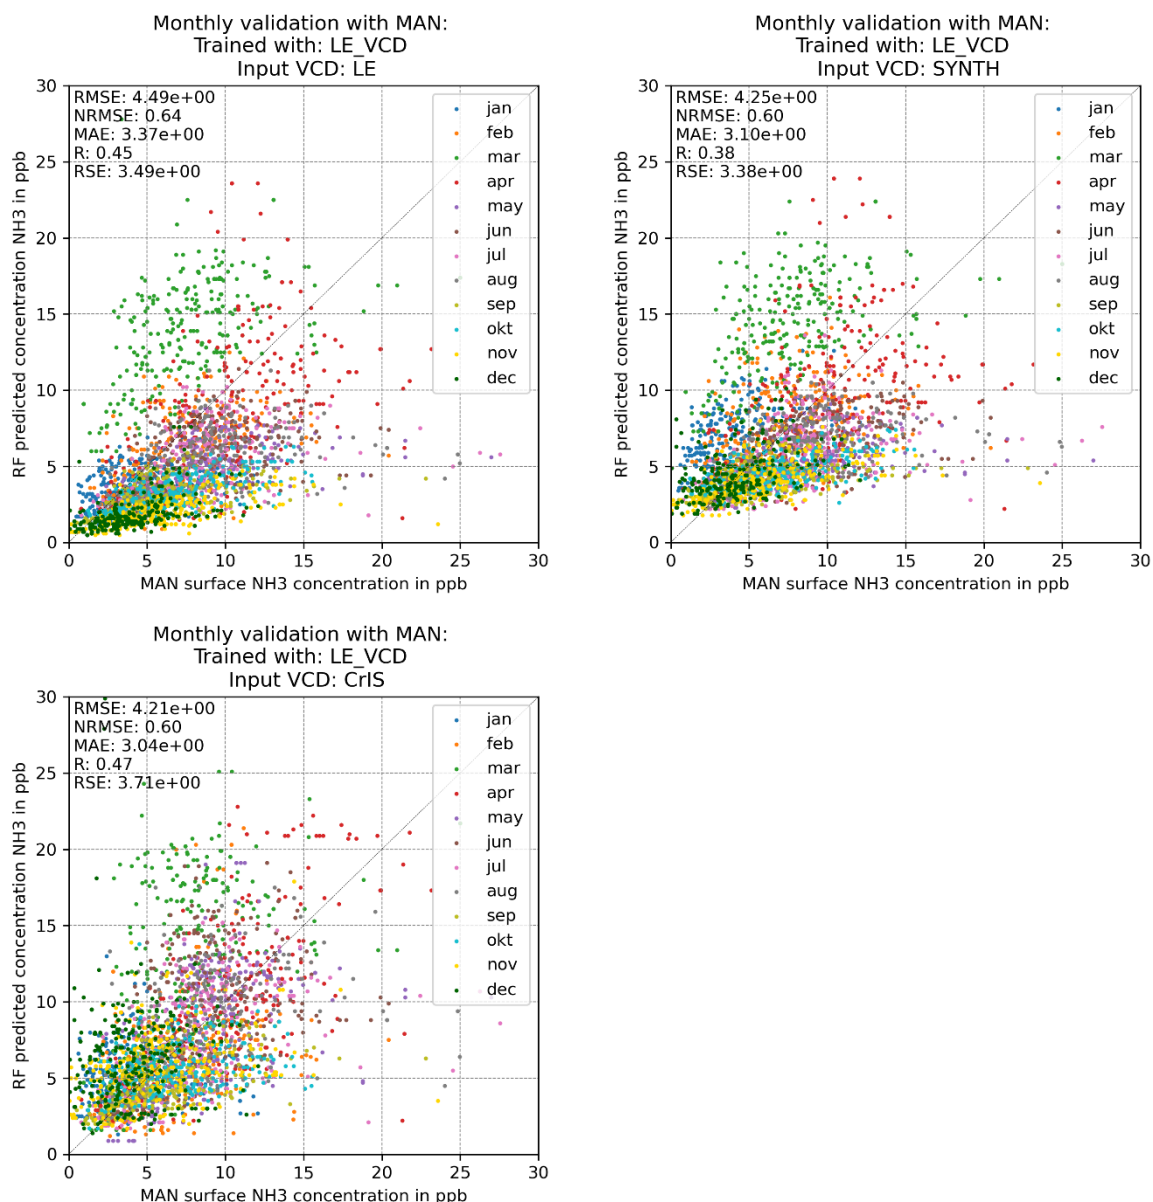 Monthly validation with MAN:
Trained with: LE_VCD
Input VCD: LE
RMSE: 4.49e+00
NRMSE: 0.64
MAE: 3.37e+00
R: 0.45
RSE: 3.49e+00
jan
feb
mar
apr
may
jun
jul
aug
sep
okt
nov
dec
30
25
20
15
10
5
0
RF predicted concentration NH3 in ppb
0 5 10 15 20 25 30
MAN surface NH3 concentration in ppb
Monthly validation with MAN:
Trained with: LE_VCD
Input VCD: SYNTH
RMSE: 4.25e+00
NRMSE: 0.60
MAE: 3.10e+00
R: 0.38
RSE: 3.38e+00
jan
feb
mar
apr
may
jun
jul
aug
sep
okt
nov
dec
30
25
20
15
10
5
0
RF predicted concentration NH3 in ppb
0 5 10 15 20 25 30
MAN surface NH3 concentration in ppb
Monthly validation with MAN:
Trained with: LE_VCD
Input VCD: CrIS
RMSE: 4.21e+00
NRMSE: 0.60
MAE: 3.04e+00
R: 0.47
RSE: 3.71e+00
jan
feb
mar
apr
may
jun
jul
aug
sep
okt
nov
dec
30
25
20
15
10
5
0
RF predicted concentration NH3 in ppb
0 5 10 15 20 25 30
MAN surface NH3 concentration in ppb